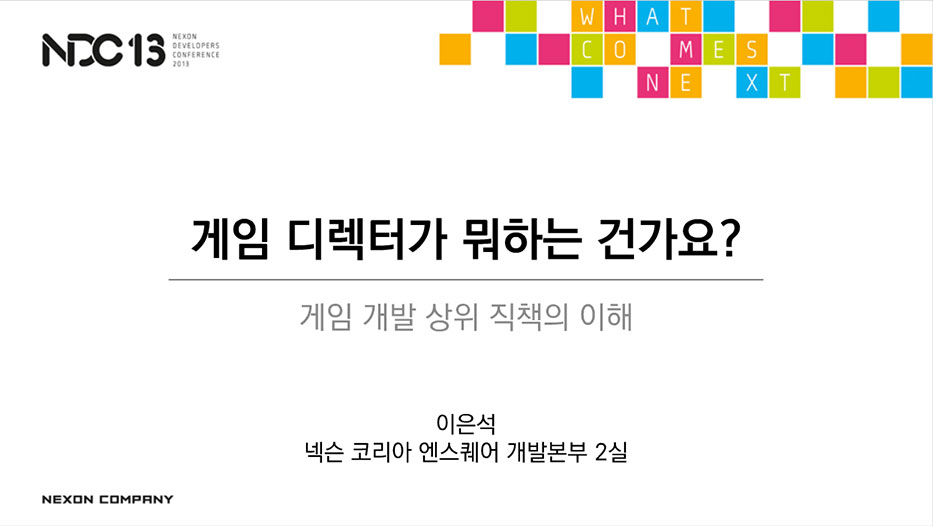 NDC13
NEXON
DEVELOPERS
CONFERENCE
2013
WHAT
COMES
NEXT
게임 디렉터가 뭐하는 건가요?
게임 개발 상위 직책의 이해
이은석
넥슨 코리아 엔스퀘어 개발본부 2실
NEXON COMPANY